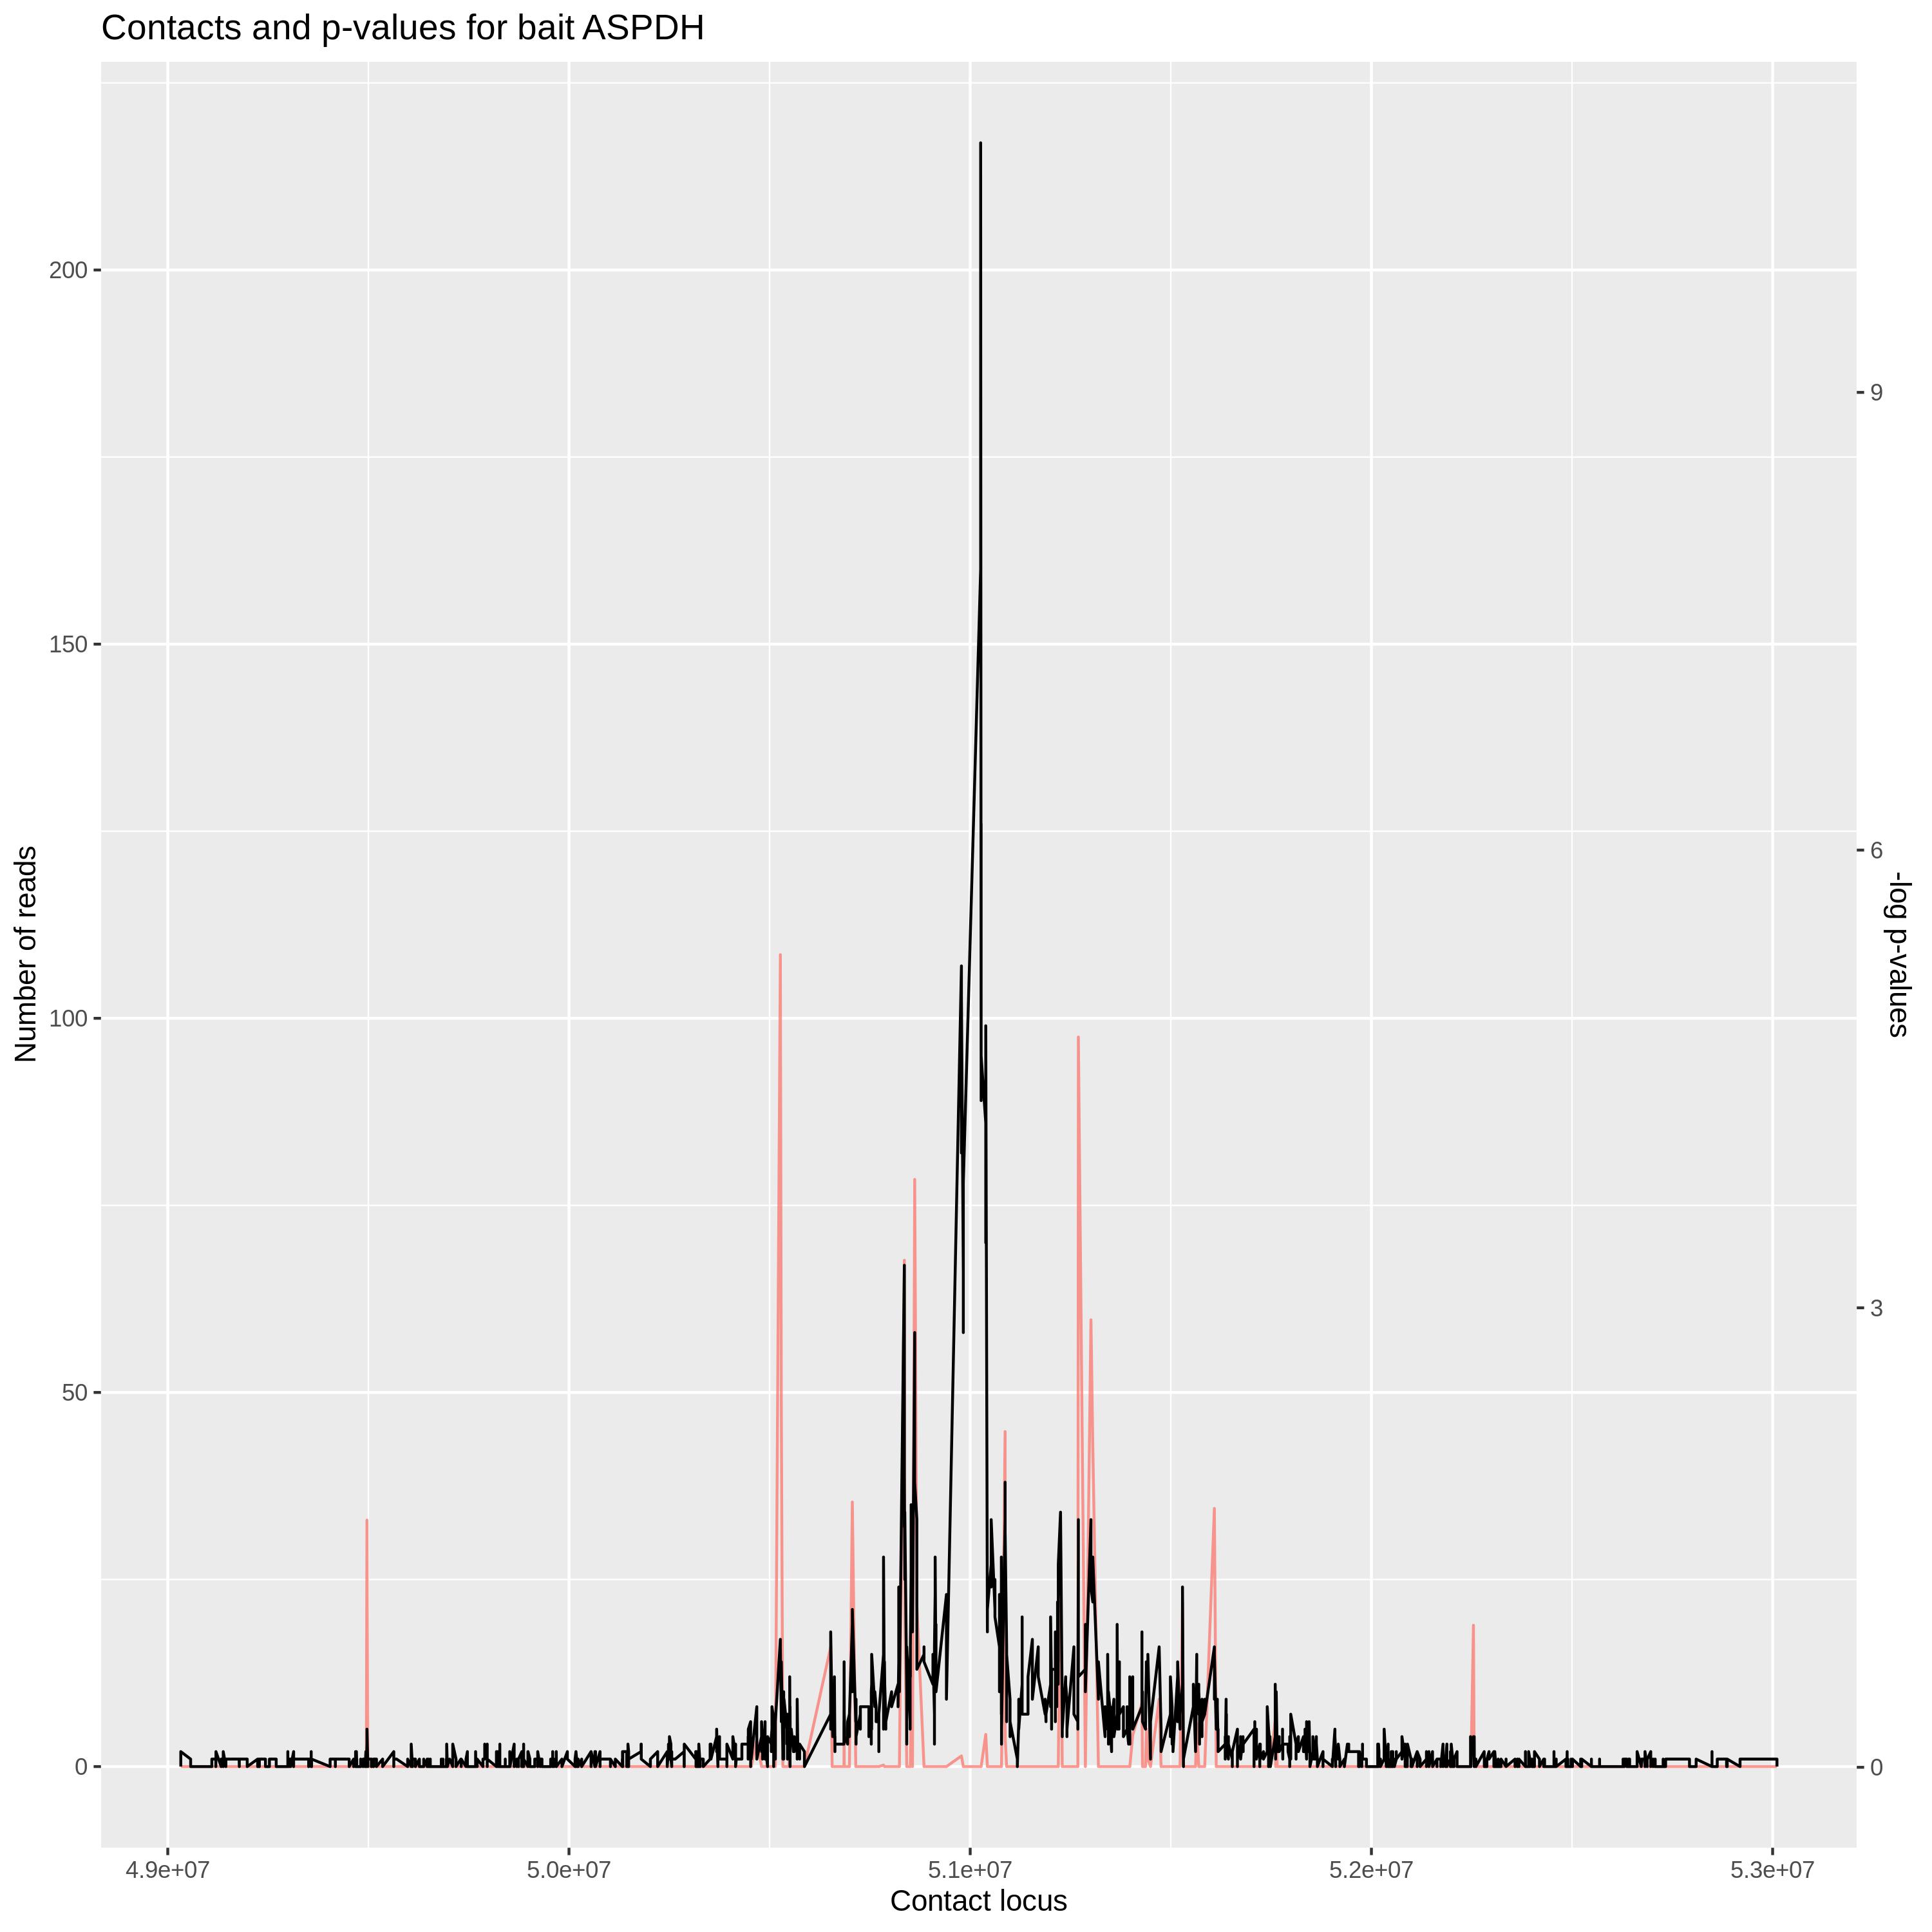 Contacts and p-values for bait ASPDH
200
150
100
50
0
Number of reads
9
6
3
0
-log p-values
4.9e+07
5.0e+07
5.1e+07
5.2e+07
5.3e+07
Contact locus